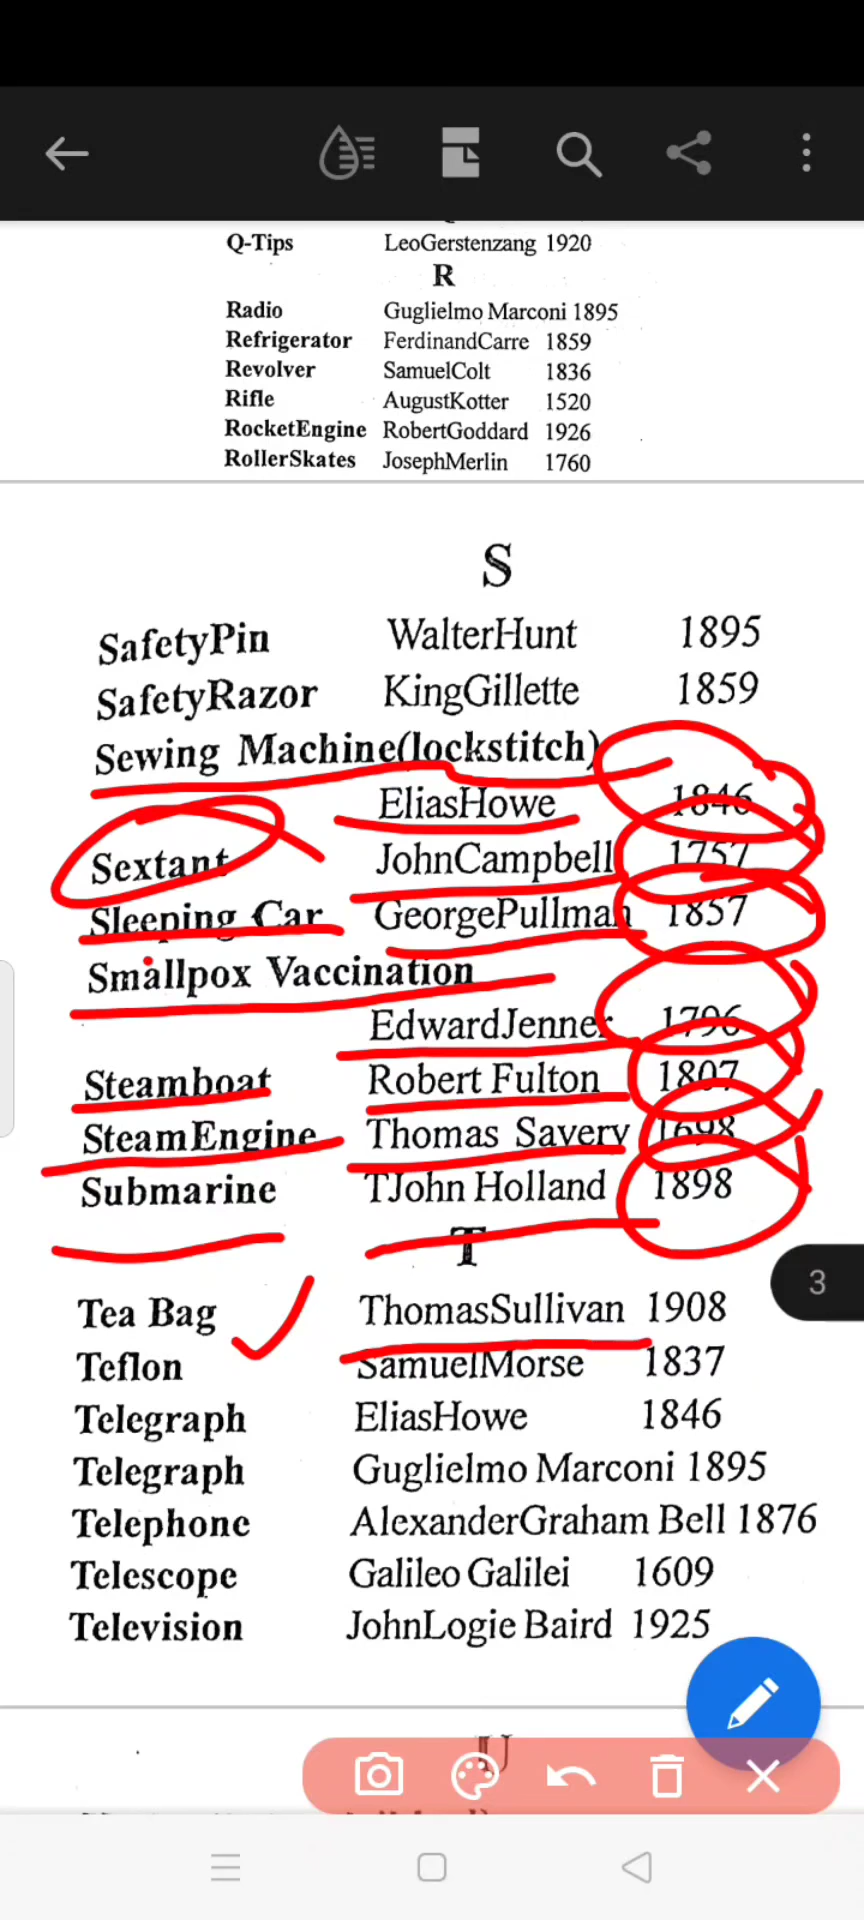 Q-Tips LeoGerstenzang 1920
R
Radio Guglielmo Marconi 1895
Refrigerator FerdinandCarre 1859
Revolver SamuelColt 1836
Rifle AugustKotter 1520
RocketEngine RobertGoddard 1926
RollerSkates JosephMerlin 1760
S
SafetyPin WalterHunt 1895
SafetyRazor KingGillette 1859
Sewing Machine(lockstitch)
EliasHowe 1846
Sextant JohnCampbell 1757
Sleeping Car GeorgePullman 1857
Smallpox Vaccination
EdwardJenner 1796
Steamboat Robert Fulton 1807
SteamEngine Thomas Savery 1698
Submarine TJohn Holland 1898
T
3
Tea Bag ThomasSullivan 1908
Teflon SamuelMorse 1837
Telegraph EliasHowe 1846
Telegraph Guglielmo Marconi 1895
Telephone AlexanderGraham Bell 1876
Telescope Galileo Galilei 1609
Television JohnLogie Baird 1925
U